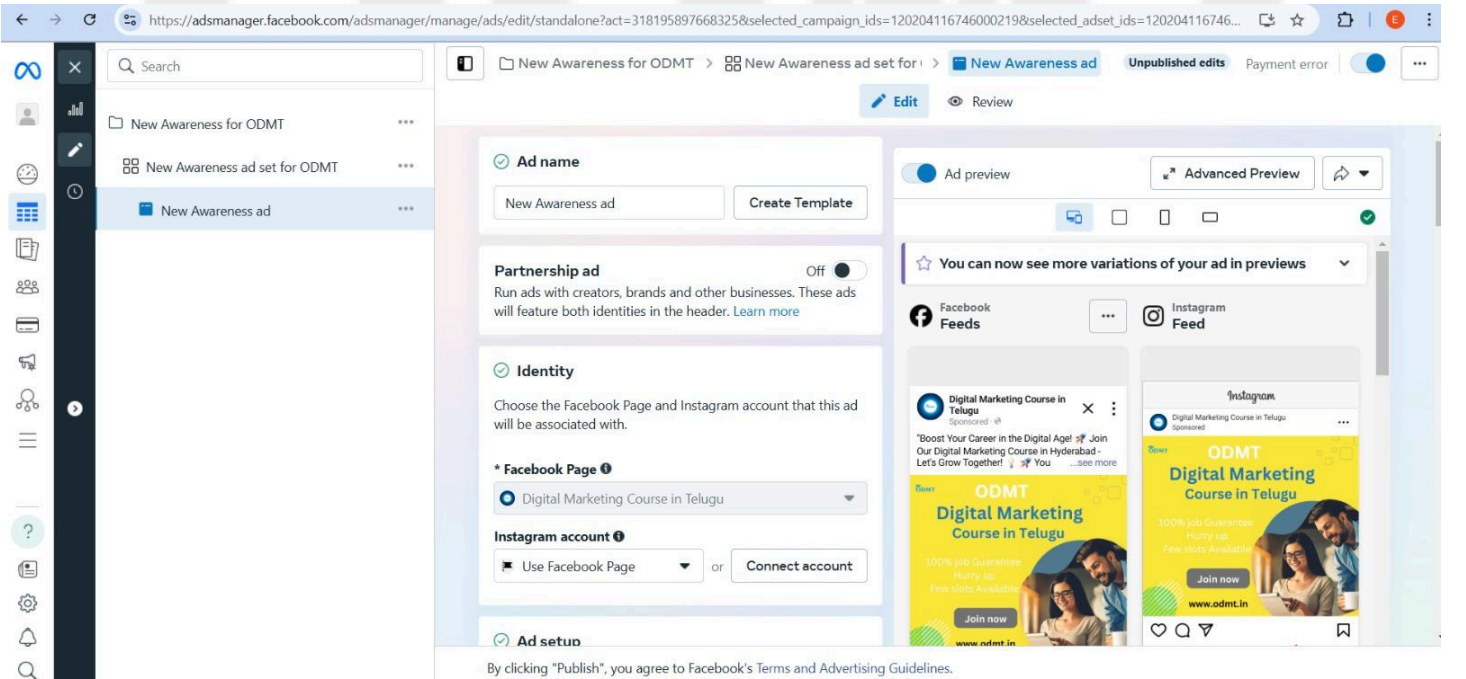 https://adsmanager.facebook.com/adsmanager/manage/ads/edit/standalone?act=318195897668325&selected_campaign_ids=120204116746000219&selected_adset_ids=120204116746...
E
Search
New Awareness for ODMT
New Awareness ad set for ODMT
New Awareness ad
New Awareness for ODMT > New Awareness ad set for ( > New Awareness ad
Unpublished edits
Payment error
Edit
Review
Ad name
New Awareness ad
Create Template
Partnership ad
Off
Run ads with creators, brands and other businesses. These ads
will feature both identities in the header. Learn more
Identity
Choose the Facebook Page and Instagram account that this ad
will be associated with.
* Facebook Page
Digital Marketing Course in Telugu
Instagram account
Use Facebook Page
or
Connect account
Ad setup
By clicking "Publish", you agree to Facebook's Terms and Advertising Guidelines.
Ad preview
Advanced Preview
You can now see more variations of your ad in previews
Facebook
Feeds
Instagram
Feed
Digital Marketing Course in
Telugu
Sponsored
"Boost Your Career in the Digital Age! 🚀 Join
Our Digital Marketing Course in Hyderabad -
Let's Grow Together! 💡 🚀 You ...see more
ODMT
ODMT
Digital Marketing
Course in Telugu
100% job Guarantee
Hurry up
Few slots Available
Join now
www.odmt.in
Instagram
Digital Marketing Course in Telugu
Sponsored
ODMT
ODMT
Digital Marketing
Course in Telugu
100% job Guarantee
Hurry up
Few slots Available
Join now
www.odmt.in